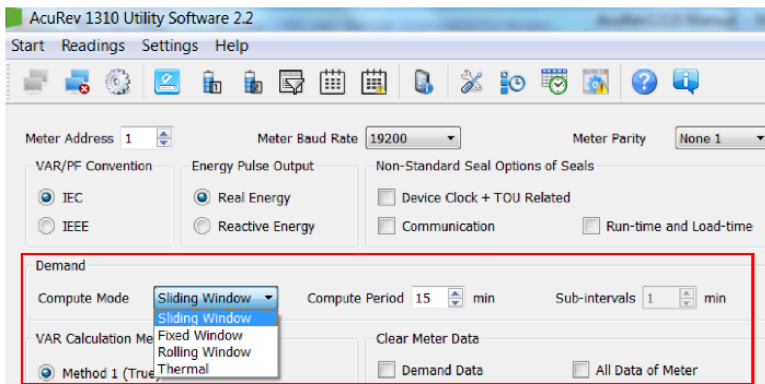 AcuRev 1310 Utility Software 2.2
Start Readings Settings Help
Meter Address 1 Meter Baud Rate 19200 Meter Parity None 1
VAR/PF Convention Energy Pulse Output Non-Standard Seal Options of Seals
IEC Real Energy Device Clock + TOU Related
IEEE Reactive Energy Communication Run-time and Load-time
Demand
Compute Mode Sliding Window Compute Period 15 min Sub-intervals 1 min
Sliding Window
VAR Calculation Me Fixed Window Clear Meter Data
Rolling Window
Method 1 (True) Thermal Demand Data All Data of Meter